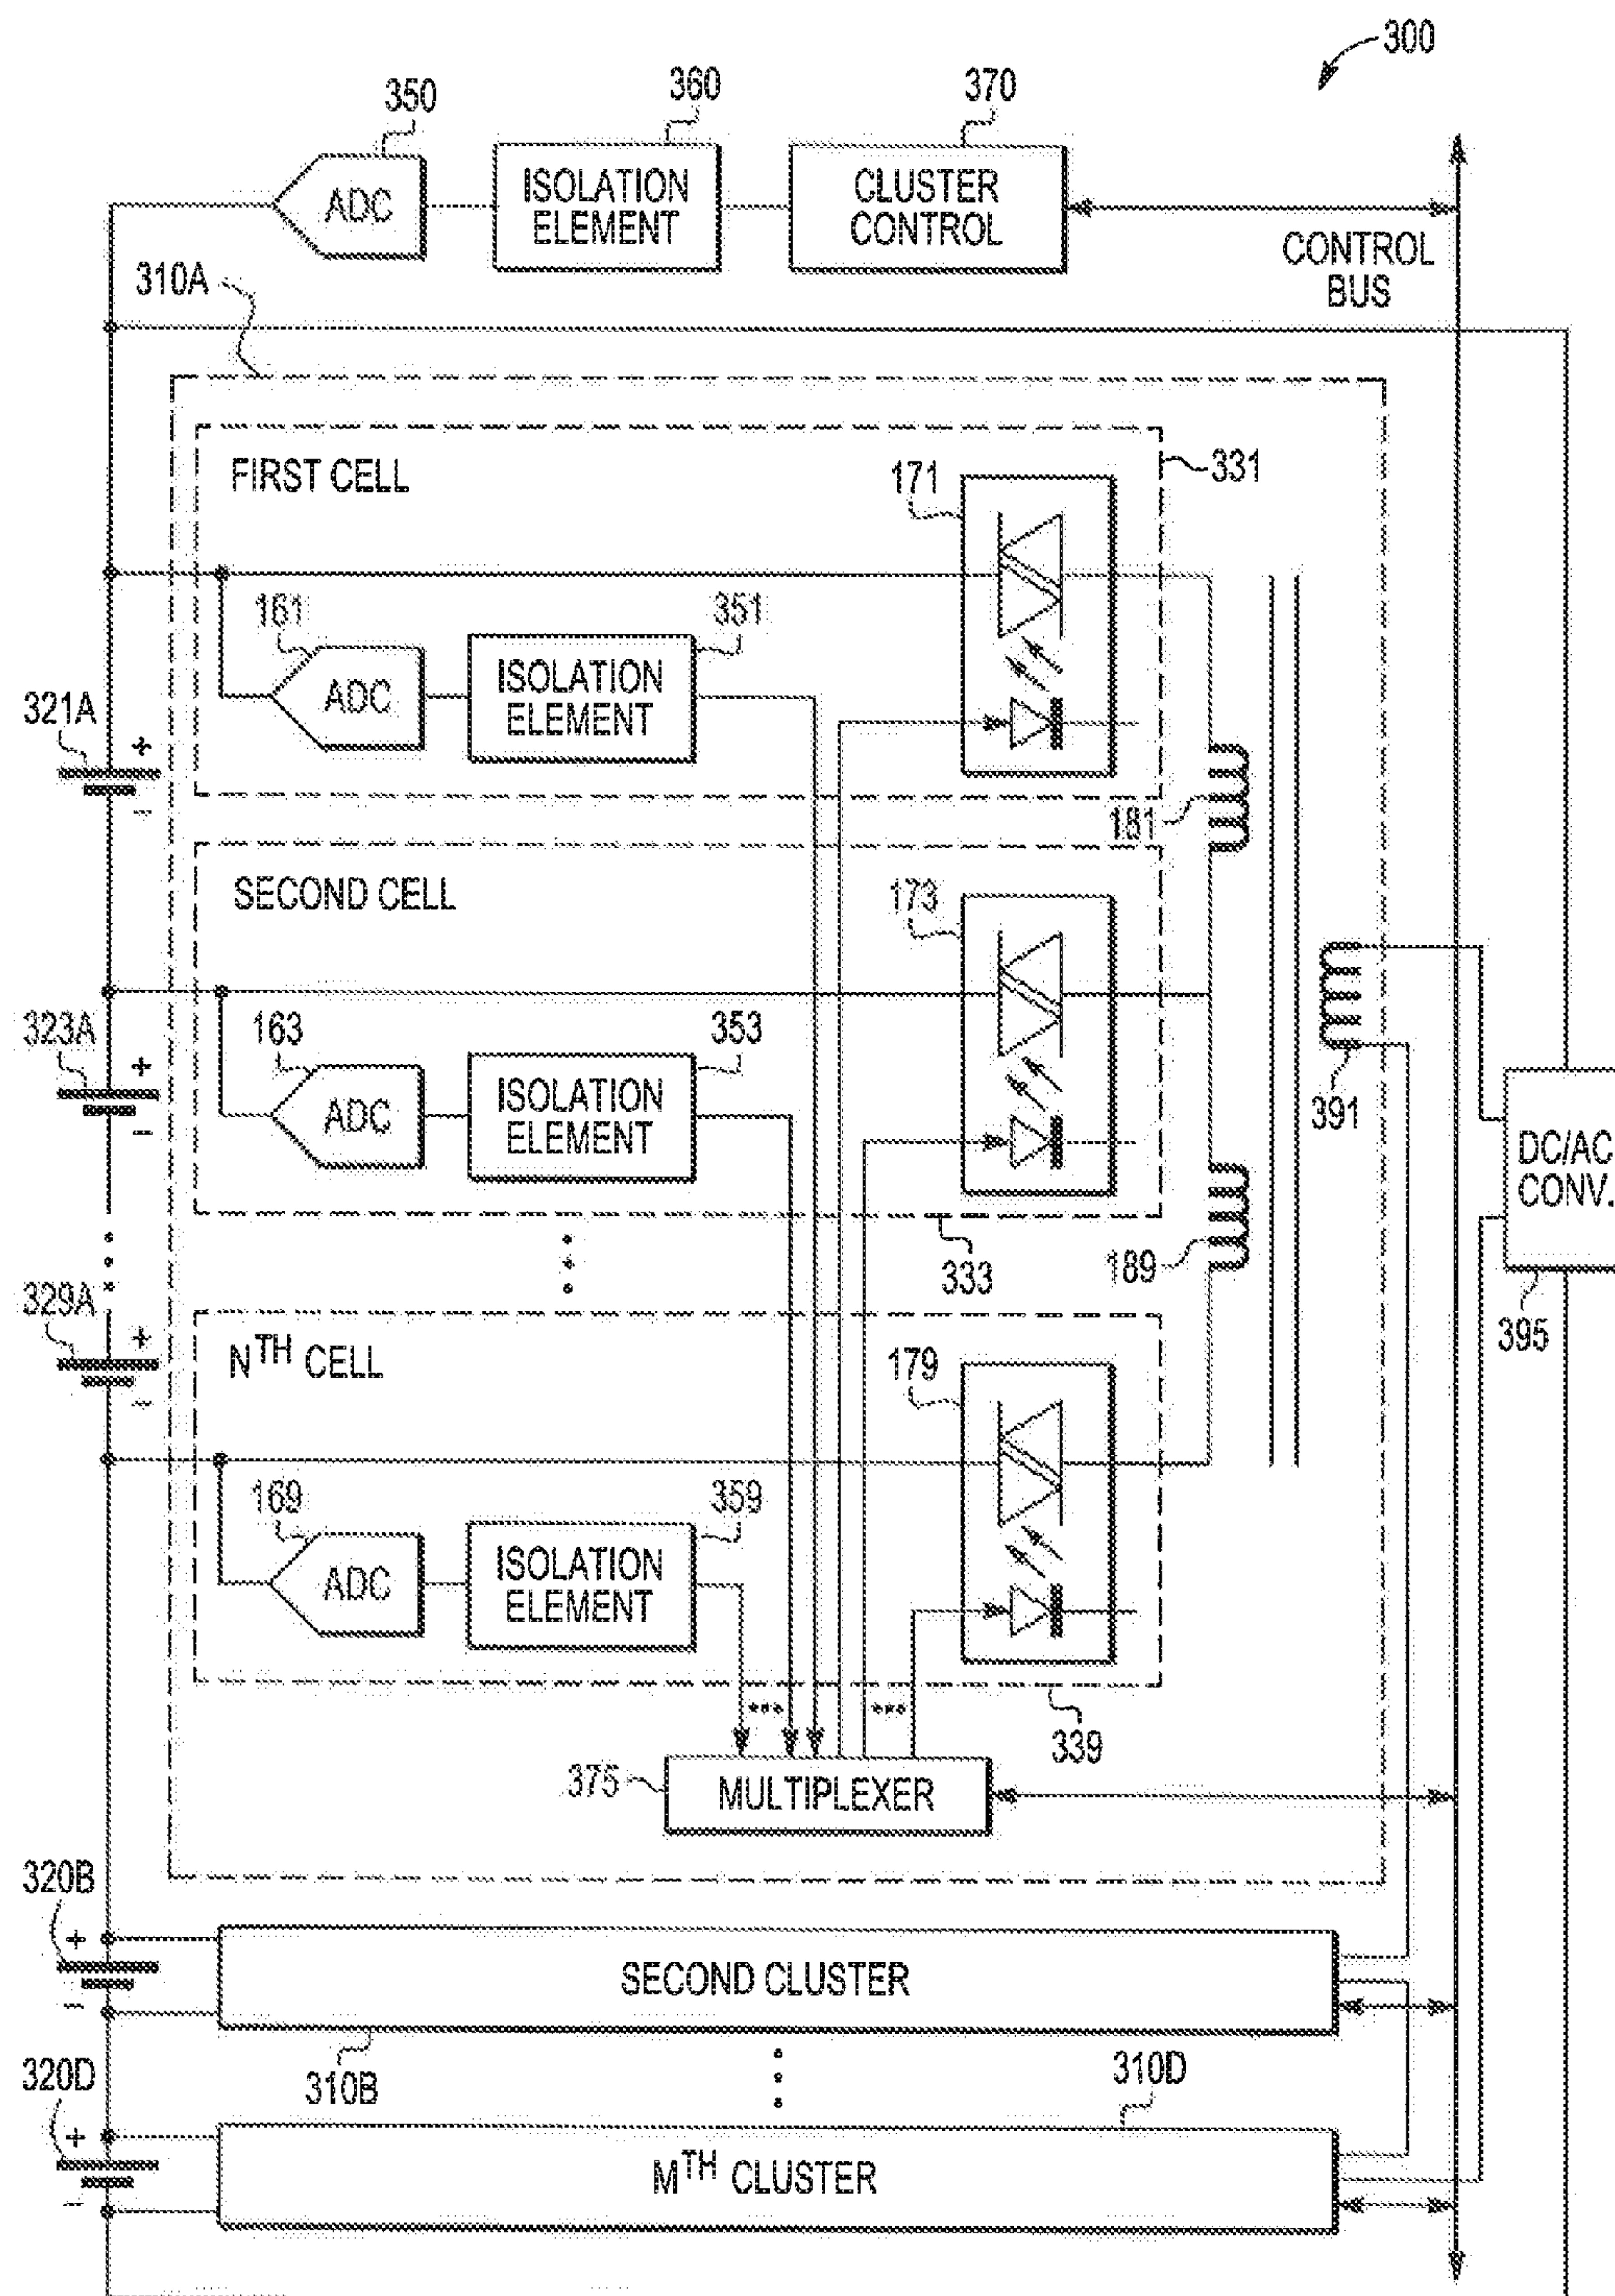 300
350
360
370
ADC
ISOLATION
ELEMENT
CLUSTER
CONTROL
CONTROL
BUS
310A
FIRST CELL
171
331
161
351
ADC
ISOLATION
ELEMENT
321A
+
-
181
SECOND CELL
173
323A
+
-
163
353
ADC
ISOLATION
ELEMENT
391
DC/AC
CONV.
333
189
329A
+
-
395
NTH CELL
179
169
359
ADC
ISOLATION
ELEMENT
339
375
MULTIPLEXER
320B
+
-
SECOND CLUSTER
310B
310D
320D
+
-
MTH CLUSTER